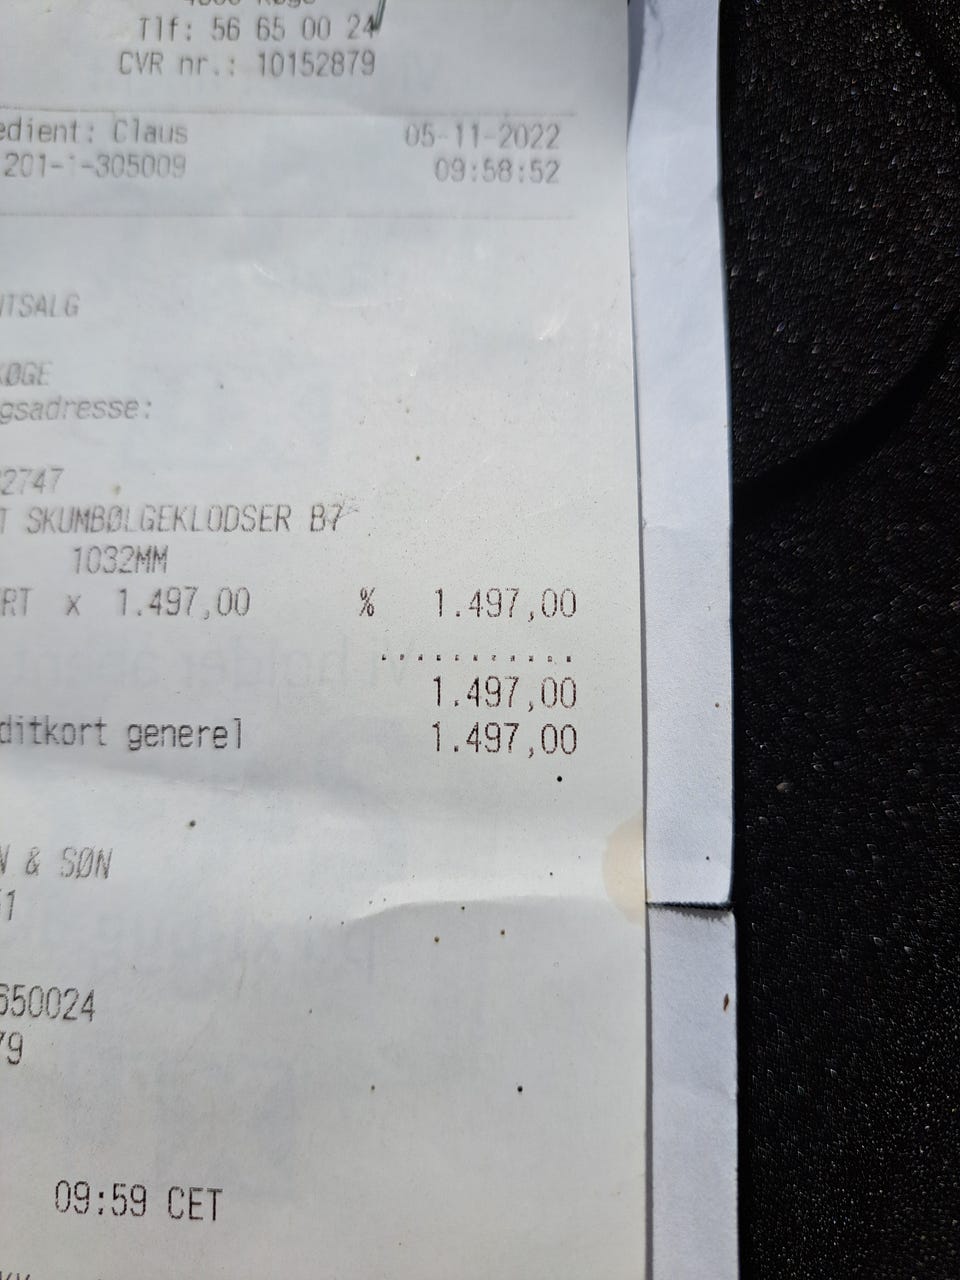 Tlf: 56 65 00 24
CVR nr.: 10152879
edient: Claus 05-11-2022
201-1-305009 09:58:52
NTSALG
KØGE
gsadresse:
2747
T SKUMBØLGEKLODSER B7
1032MM
RT x 1.497,00 % 1.497,00
1.497,00
ditkort generel 1.497,00
N & SØN
1
650024
79
09:59 CET